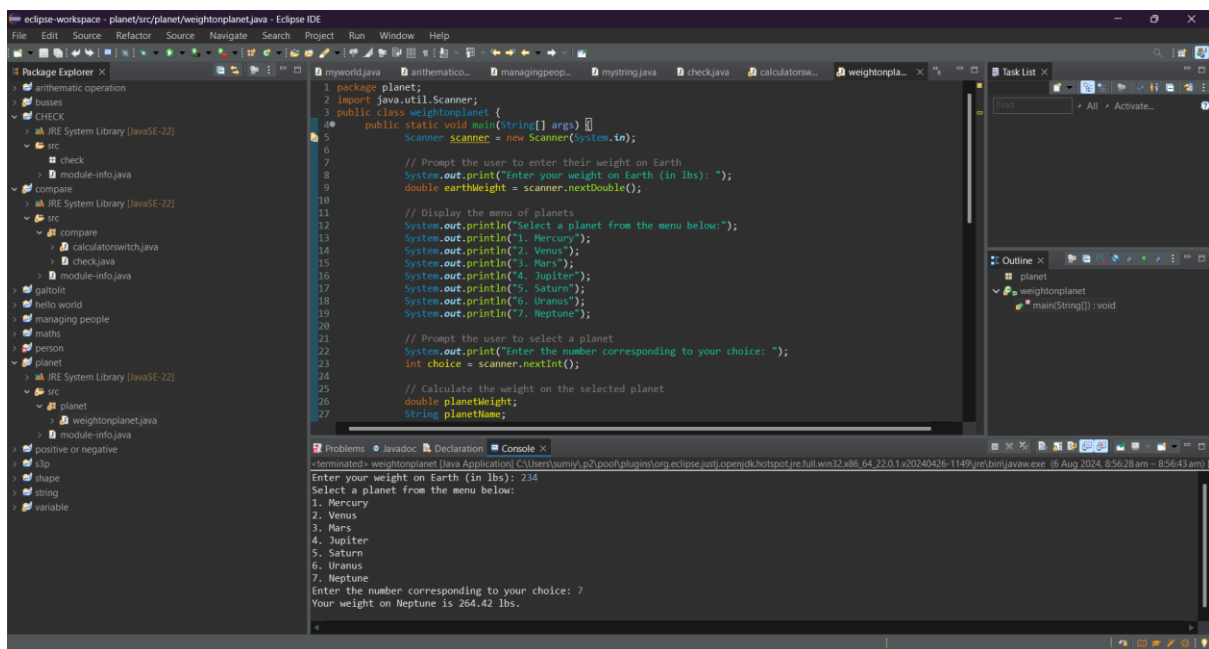 eclipse-workspace - planet/src/planet/weightonplanet.java - Eclipse IDE
File Edit Source Refactor Source Navigate Search Project Run Window Help
Package Explorer
arithematic operation
busses
CHECK
JRE System Library [JavaSE-22]
src
check
module-info.java
compare
JRE System Library [JavaSE-22]
src
compare
calculatorswitch.java
check.java
module-info.java
galtolit
hello world
managing people
maths
person
planet
JRE System Library [JavaSE-22]
src
planet
weightonplanet.java
module-info.java
positive or negative
s3p
shape
string
variable
myworld.java arithematico... managingpeop... mystring.java check.java calculatorsw... weightonpla...
1 package planet;
2 import java.util.Scanner;
3 public class weightonplanet {
4 public static void main(String[] args) {
5 Scanner scanner = new Scanner(System.in);
6
7 // Prompt the user to enter their weight on Earth
8 System.out.print("Enter your weight on Earth (in lbs): ");
9 double earthWeight = scanner.nextDouble();
10
11 // Display the menu of planets
12 System.out.println("Select a planet from the menu below:");
13 System.out.println("1. Mercury");
14 System.out.println("2. Venus");
15 System.out.println("3. Mars");
16 System.out.println("4. Jupiter");
17 System.out.println("5. Saturn");
18 System.out.println("6. Uranus");
19 System.out.println("7. Neptune");
20
21 // Prompt the user to select a planet
22 System.out.print("Enter the number corresponding to your choice: ");
23 int choice = scanner.nextInt();
24
25 // Calculate the weight on the selected planet
26 double planetWeight;
27 String planetName;
Task List
Find All Activate...
Outline
planet
weightonplanet
main(String[]) : void
Problems Javadoc Declaration Console
<terminated> weightonplanet [Java Application] C:\Users\sumiy\.p2\pool\plugins\org.eclipse.justj.openjdk.hotspot.jre.full.win32.x86_64_22.0.1.v20240426-1149\jre\bin\javaw.exe (6 Aug 2024, 8:56:28 am – 8:56:43 am)
Enter your weight on Earth (in lbs): 234
Select a planet from the menu below:
1. Mercury
2. Venus
3. Mars
4. Jupiter
5. Saturn
6. Uranus
7. Neptune
Enter the number corresponding to your choice: 7
Your weight on Neptune is 264.42 lbs.